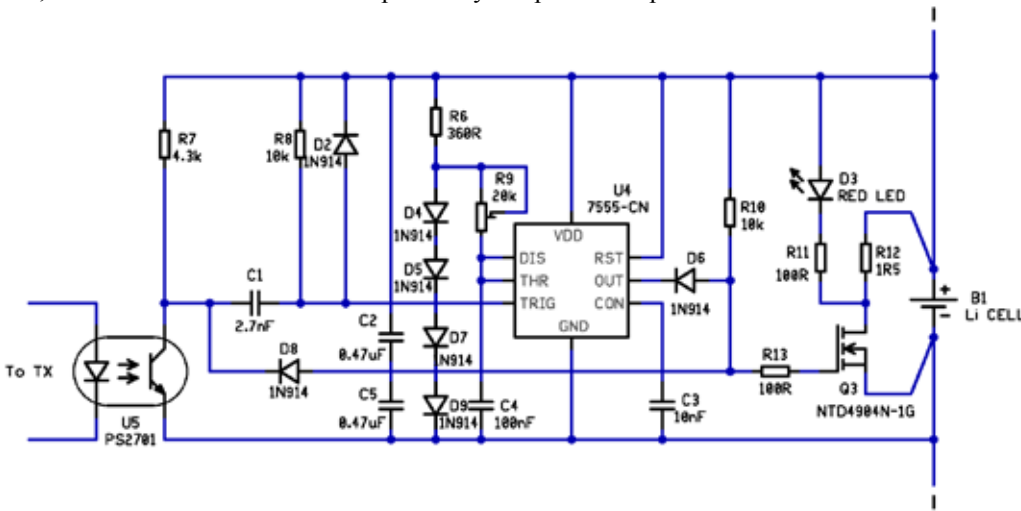 R7
4.3k
R8
10k
D2
1N914
R6
360R
R9
20k
D4
1N914
D5
1N914
U4
7555-CN
VDD
DIS
THR
TRIG
RST
OUT
CON
GND
D6
1N914
R10
10k
D3
RED LED
R11
100R
R12
1R5
+
-
B1
Li CELL
C1
2.7nF
C2
0.47uF
D7
1N914
D8
1N914
R13
100R
Q3
NTD4904N-1G
To TX
U5
PS2701
C5
0.47uF
D9
1N914
C4
100nF
C3
10nF